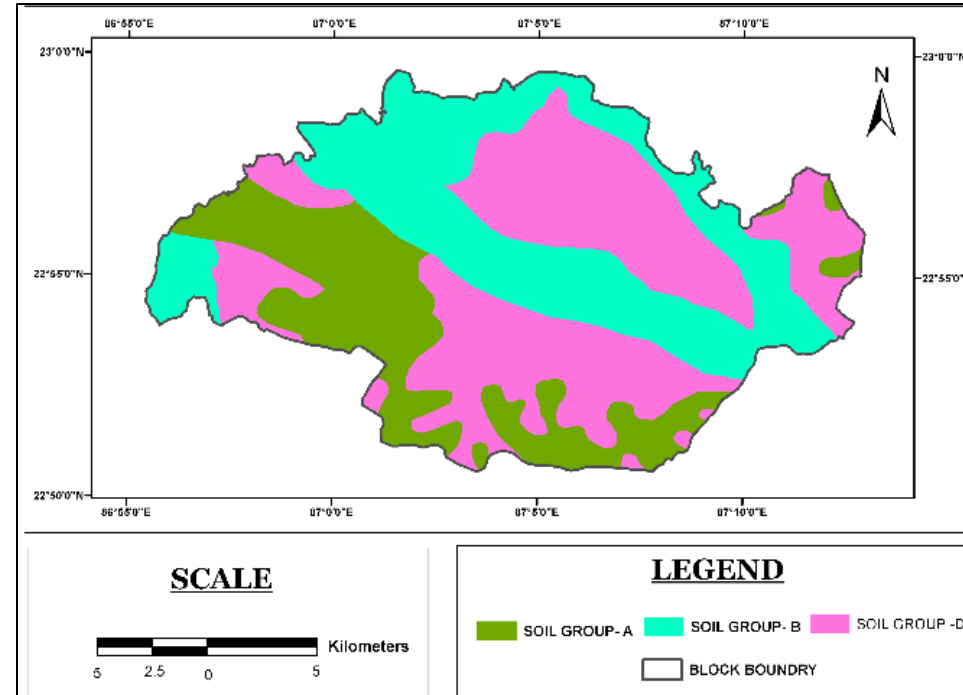 86°55'0"E 87°0'0"E 87°5'0"E 87°10'0"E
23°0'0"N 23°0'0"N
N
22°55'0"N 22°55'0"N
22°50'0"N
86°55'0"E 87°0'0"E 87°5'0"E 87°10'0"E
SCALE
Kilometers
5 2.5 0 5
LEGEND
SOIL GROUP- A SOIL GROUP- B SOIL GROUP -D
BLOCK BOUNDRY